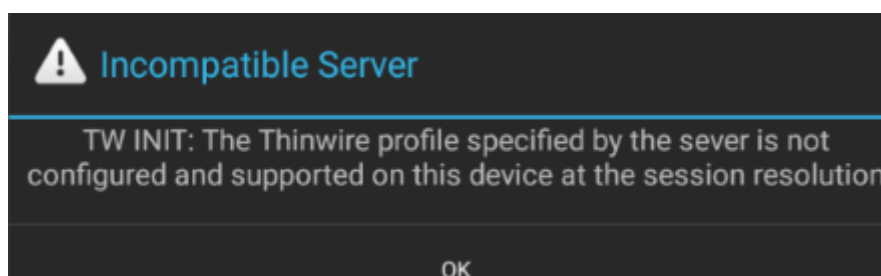 Incompatible Server
TW INIT: The Thinwire profile specified by the sever is not
configured and supported on this device at the session resolution
OK